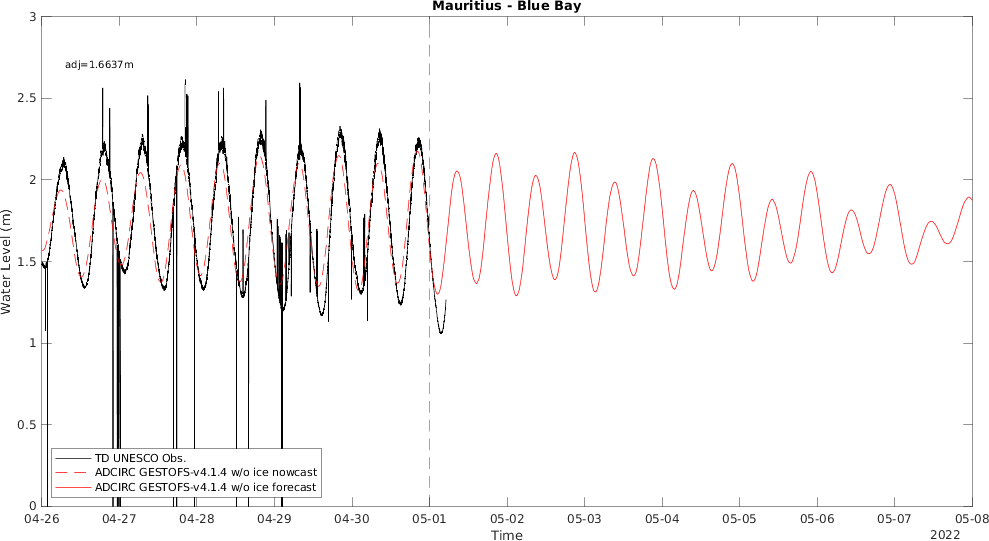 Mauritius - Blue Bay
adj=1.6637m
Water Level (m)
3
2.5
2
1.5
1
0.5
0
TD UNESCO Obs.
ADCIRC GESTOFS-v4.1.4 w/o ice nowcast
ADCIRC GESTOFS-v4.1.4 w/o ice forecast
04-26 04-27 04-28 04-29 04-30 05-01 05-02 05-03 05-04 05-05 05-06 05-07 05-08
Time
2022